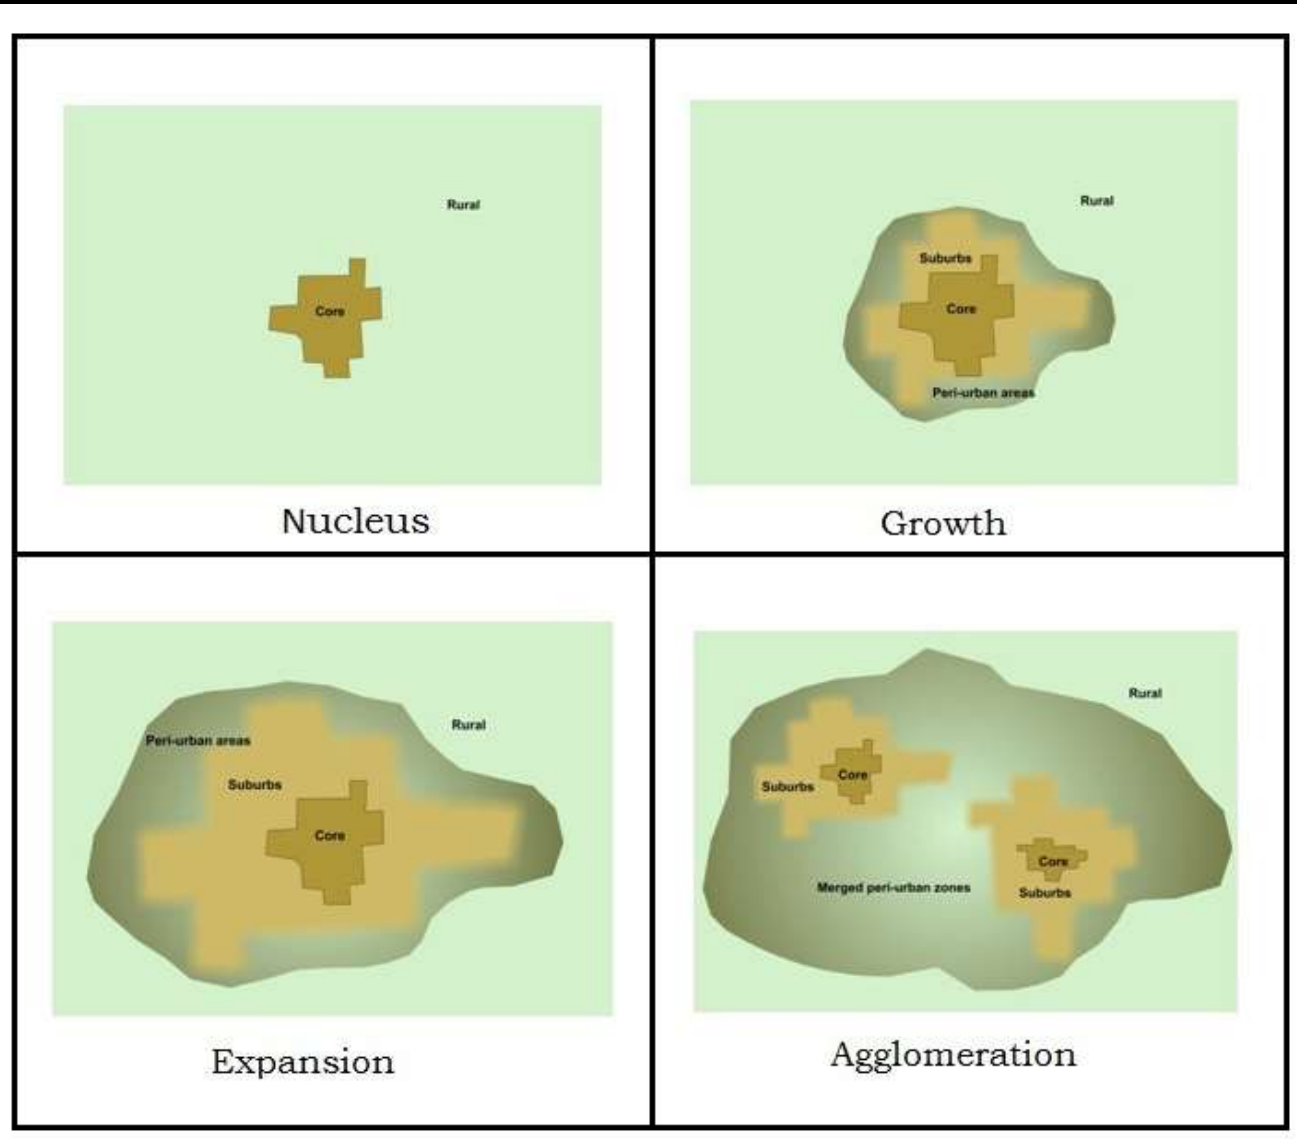 Rural
Core
Nucleus
Rural
Suburbs
Core
Peri-urban areas
Growth
Rural
Peri-urban areas
Suburbs
Core
Expansion
Rural
Core
Suburbs
Core
Merged peri-urban zones
Suburbs
Agglomeration